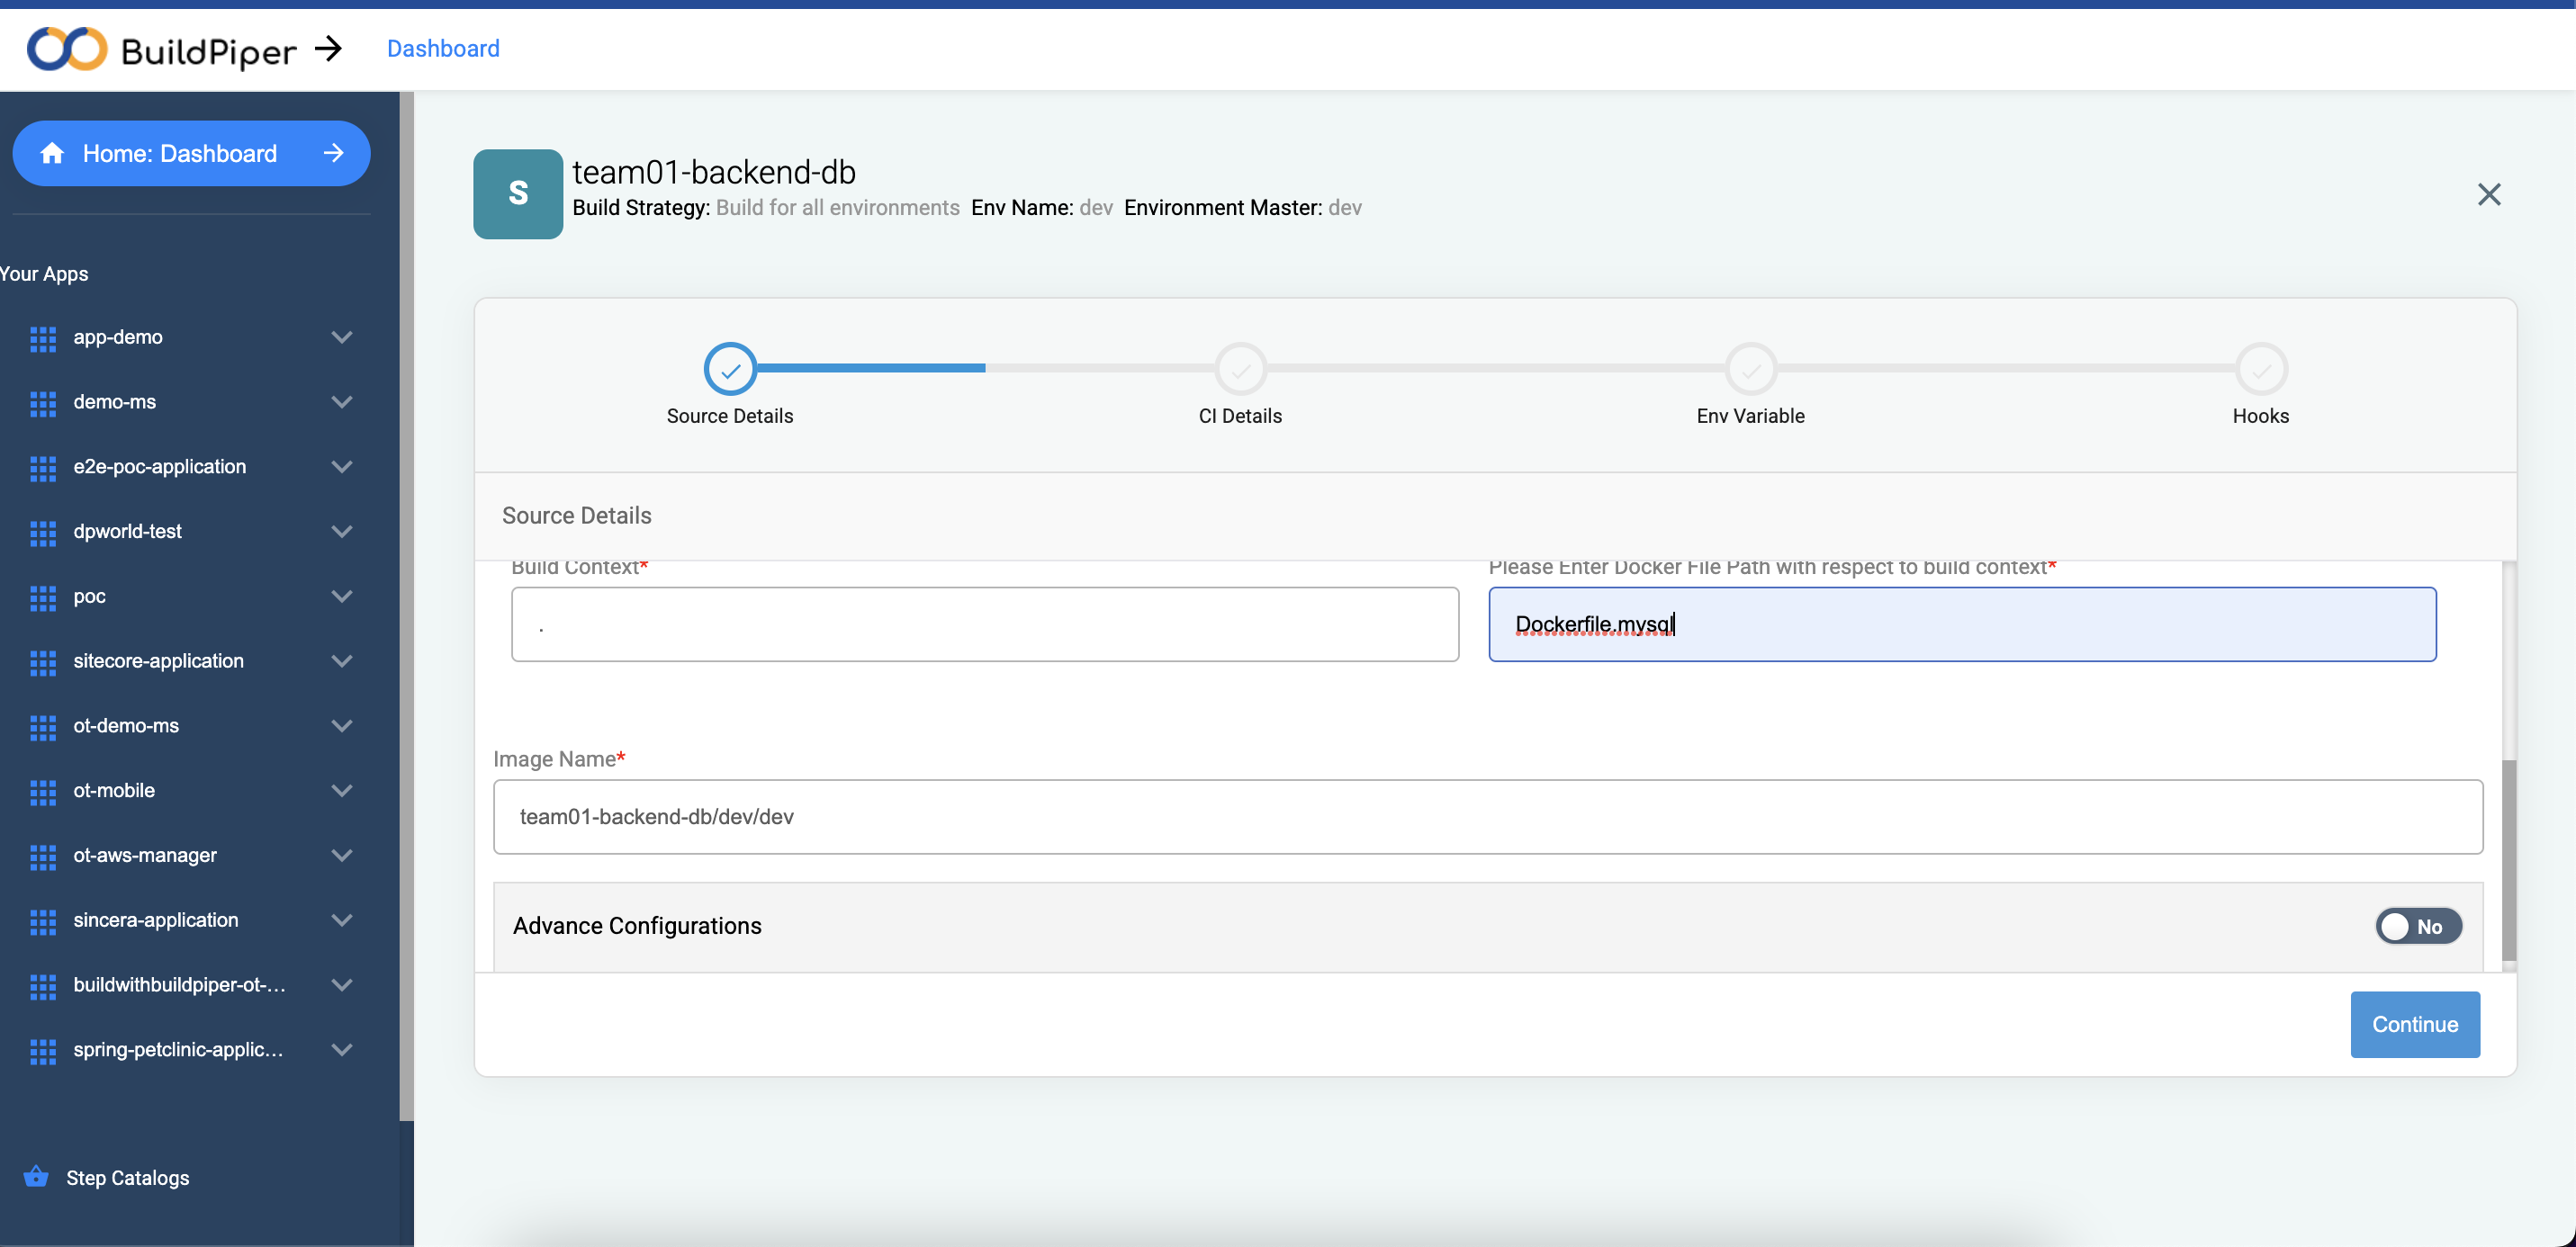 BuildPiper
Dashboard
Home: Dashboard
Your Apps
app-demo
demo-ms
e2e-poc-application
dpworld-test
poc
sitecore-application
ot-demo-ms
ot-mobile
ot-aws-manager
sincera-application
buildwithbuildpiper-ot-...
spring-petclinic-applic...
Step Catalogs
S
team01-backend-db
Build Strategy: Build for all environments Env Name: dev Environment Master: dev
Source Details
CI Details
Env Variable
Hooks
Source Details
Build Context*
Please Enter Docker File Path with respect to build context*
.
Dockerfile.mysql
Image Name*
team01-backend-db/dev/dev
Advance Configurations
No
Continue